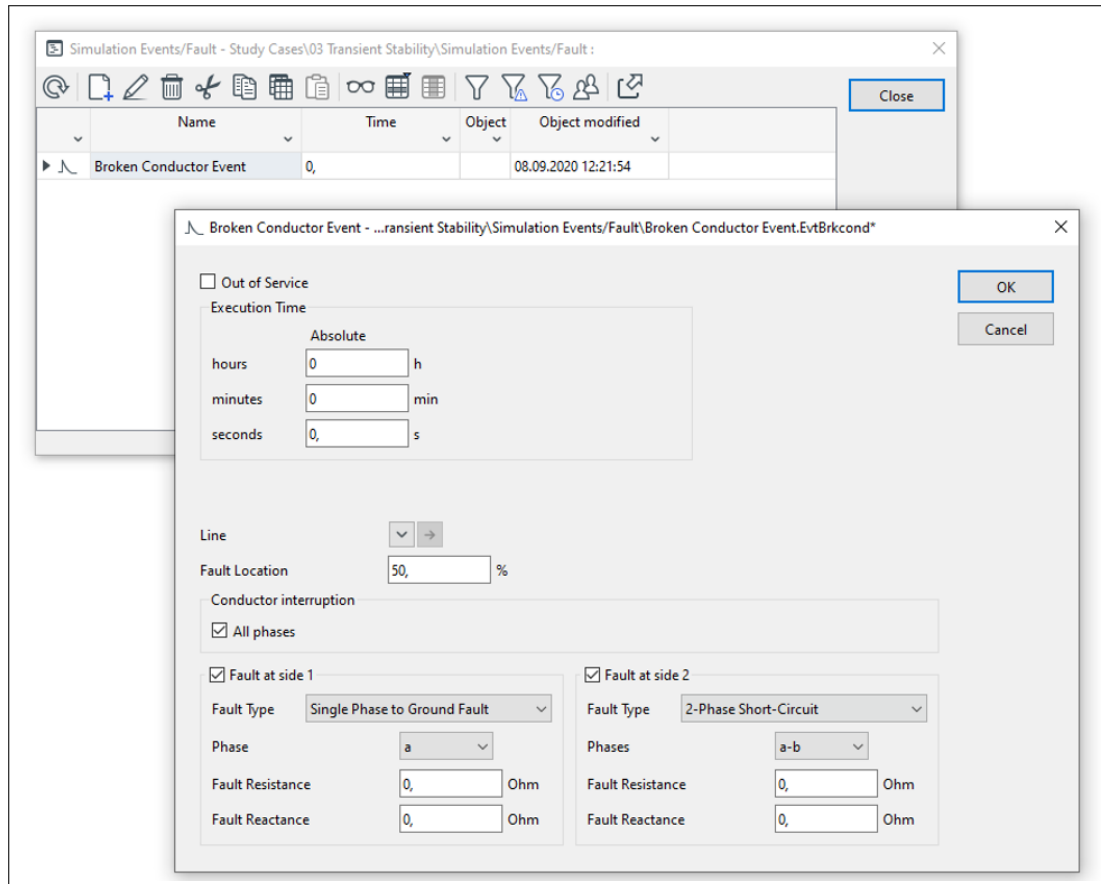 Simulation Events/Fault - Study Cases\03 Transient Stability\Simulation Events/Fault :
Close
Name Time Object Object modified
Broken Conductor Event 0, 08.09.2020 12:21:54
Broken Conductor Event - ...ransient Stability\Simulation Events/Fault\Broken Conductor Event.EvtBrkcond*
Out of Service
OK
Execution Time
Cancel
Absolute
hours 0 h
minutes 0 min
seconds 0, s
Line
Fault Location 50, %
Conductor interruption
All phases
Fault at side 1 Fault at side 2
Fault Type Single Phase to Ground Fault Fault Type 2-Phase Short-Circuit
Phase a Phases a-b
Fault Resistance 0, Ohm Fault Resistance 0, Ohm
Fault Reactance 0, Ohm Fault Reactance 0, Ohm